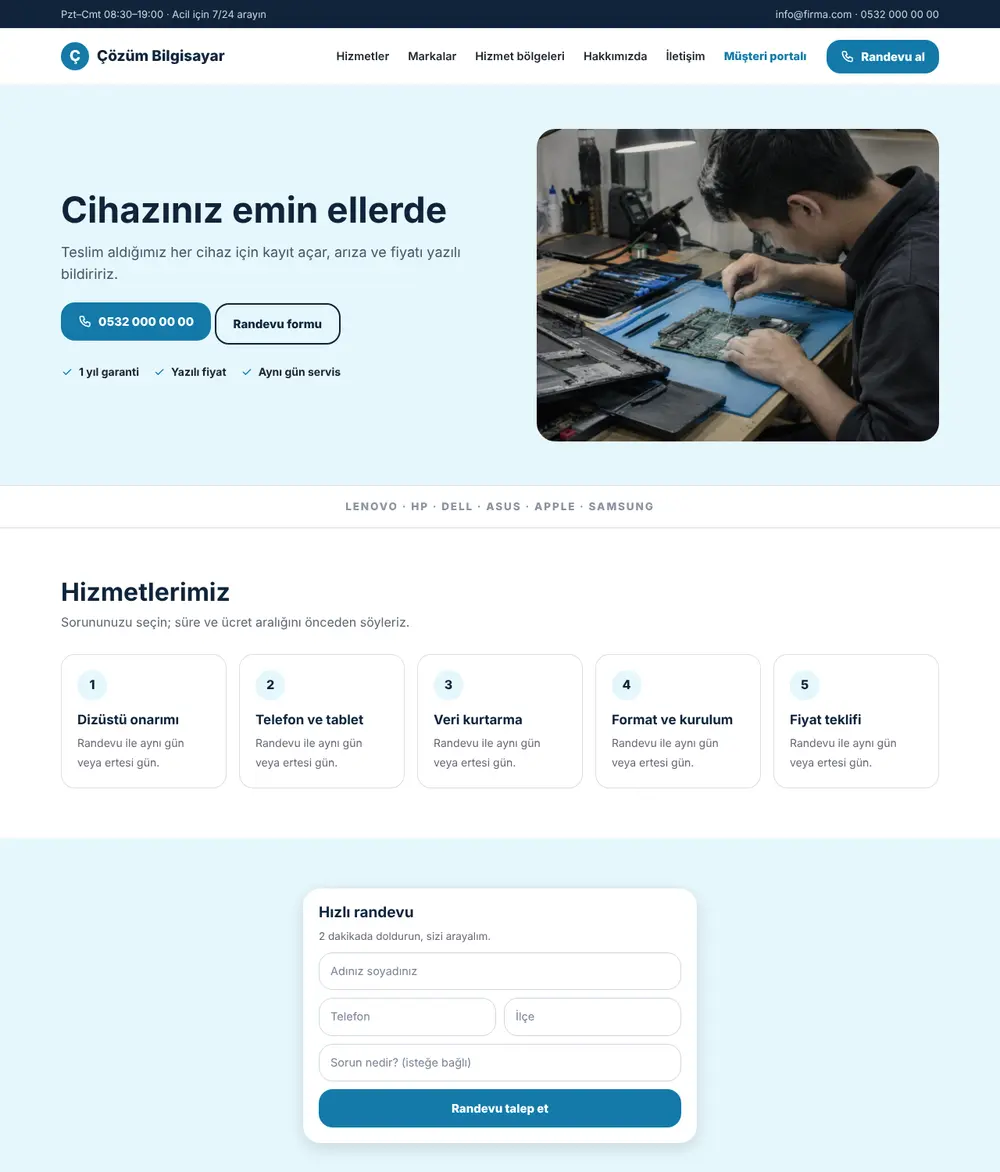 Pzt–Cmt 08:30–19:00 · Acil için 7/24 arayın
info@firma.com · 0532 000 00 00
Ç Çözüm Bilgisayar
Hizmetler Markalar Hizmet bölgeleri Hakkımızda İletişim Müşteri portalı Randevu al
Cihazınız emin ellerde
Teslim aldığımız her cihaz için kayıt açar, arıza ve fiyatı yazılı
bildiririz.
0532 000 00 00 Randevu formu
1 yıl garanti Yazılı fiyat Aynı gün servis
LENOVO · HP · DELL · ASUS · APPLE · SAMSUNG
Hizmetlerimiz
Sorununuzu seçin; süre ve ücret aralığını önceden söyleriz.
1
Dizüstü onarımı
Randevu ile aynı gün
veya ertesi gün.
2
Telefon ve tablet
Randevu ile aynı gün
veya ertesi gün.
3
Veri kurtarma
Randevu ile aynı gün
veya ertesi gün.
4
Format ve kurulum
Randevu ile aynı gün
veya ertesi gün.
5
Fiyat teklifi
Randevu ile aynı gün
veya ertesi gün.
Hızlı randevu
2 dakikada doldurun, sizi arayalım.
Adınız soyadınız
Telefon İlçe
Sorun nedir? (isteğe bağlı)
Randevu talep et